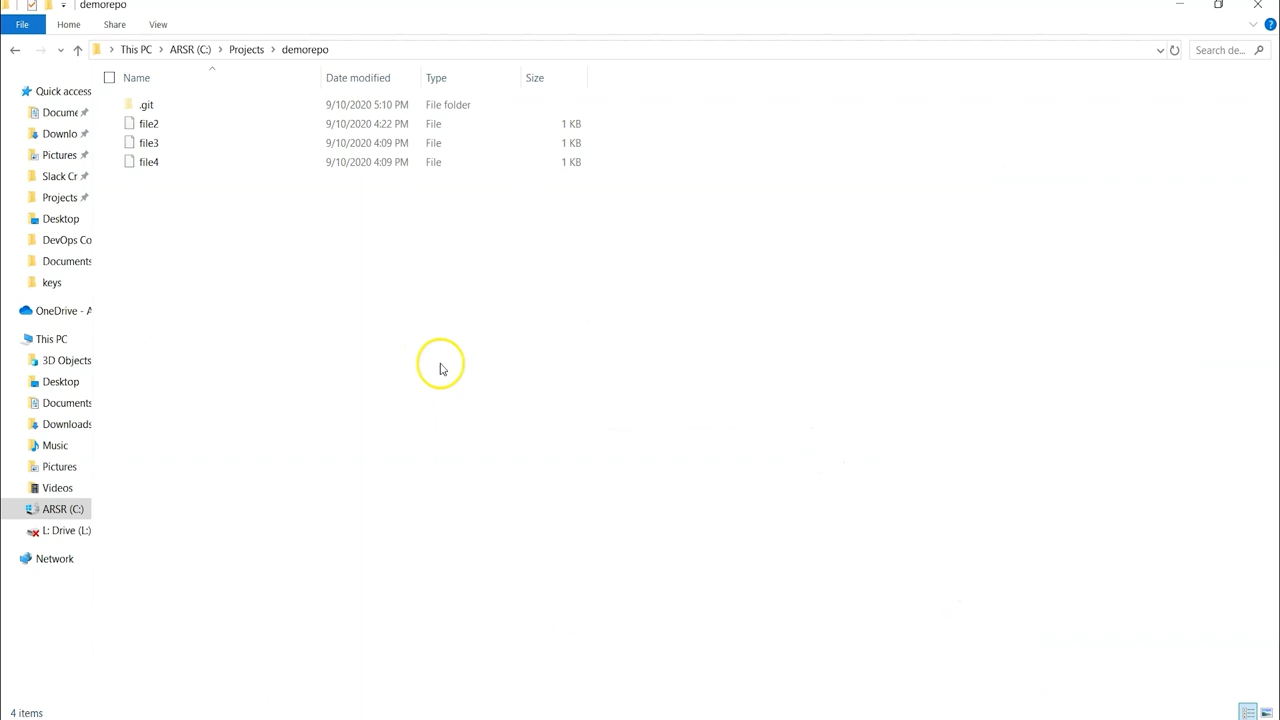 demorepo
File Home Share View
This PC ARSR (C:) Projects demorepo Search de...
Name Date modified Type Size
.git 9/10/2020 5:10 PM File folder
file2 9/10/2020 4:22 PM File 1 KB
file3 9/10/2020 4:09 PM File 1 KB
file4 9/10/2020 4:09 PM File 1 KB
Quick access
Docume
Downlo
Pictures
Slack Cr
Projects
Desktop
DevOps Co
Documents
keys
OneDrive - A
This PC
3D Objects
Desktop
Documents
Downloads
Music
Pictures
Videos
ARSR (C:)
L: Drive (L:)
Network
4 items